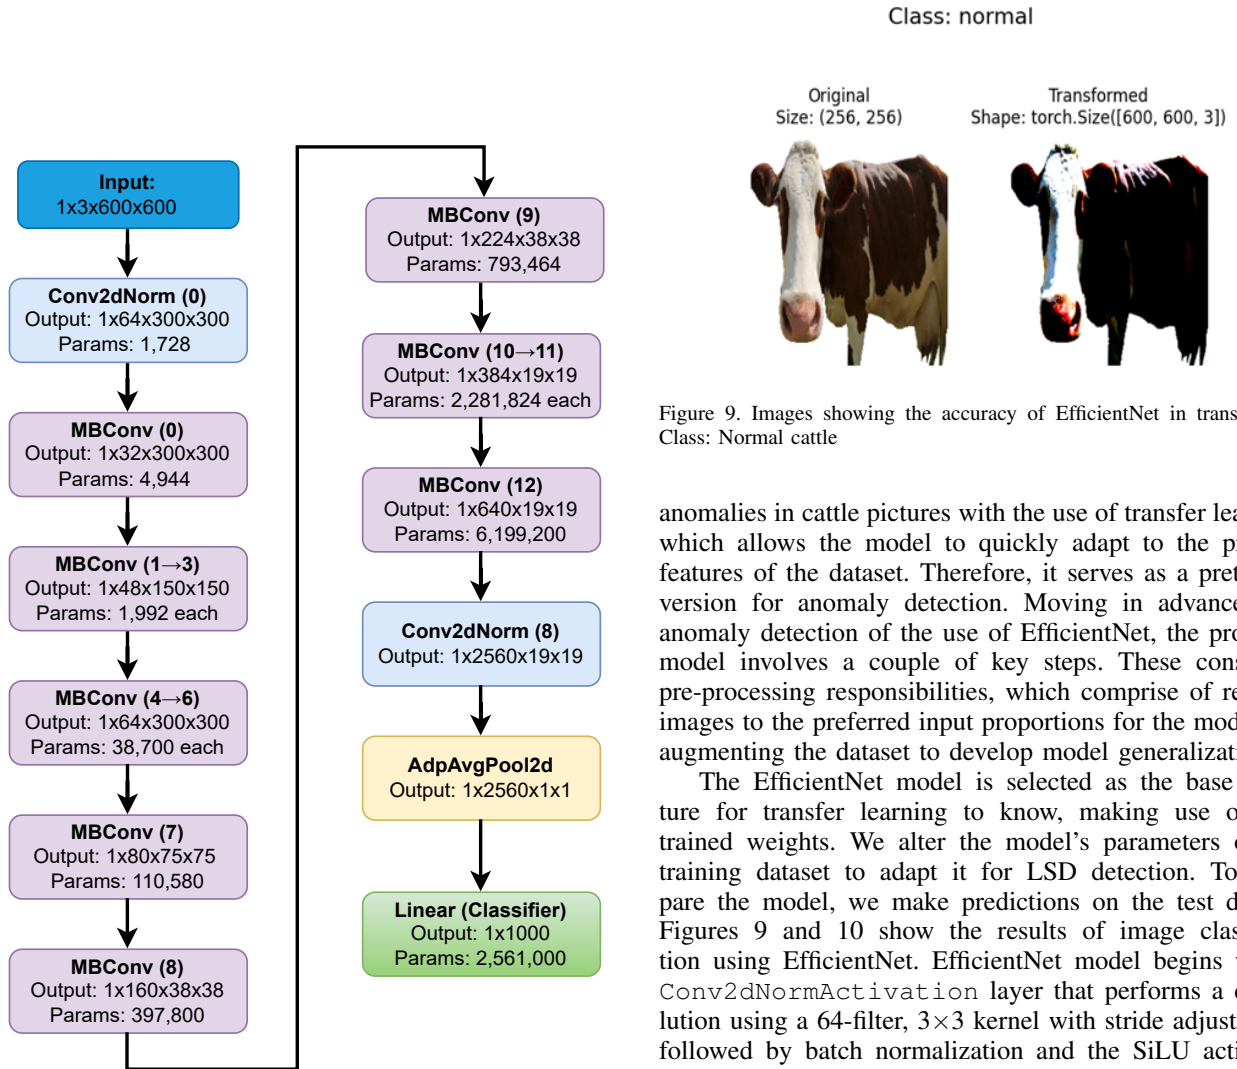 Input:
1x3x600x600
Conv2dNorm (0)
Output: 1x64x300x300
Params: 1,728
MBConv (0)
Output: 1x32x300x300
Params: 4,944
MBConv (1→3)
Output: 1x48x150x150
Params: 1,992 each
MBConv (4→6)
Output: 1x64x300x300
Params: 38,700 each
MBConv (7)
Output: 1x80x75x75
Params: 110,580
MBConv (8)
Output: 1x160x38x38
Params: 397,800
MBConv (9)
Output: 1x224x38x38
Params: 793,464
MBConv (10→11)
Output: 1x384x19x19
Params: 2,281,824 each
MBConv (12)
Output: 1x640x19x19
Params: 6,199,200
Conv2dNorm (8)
Output: 1x2560x19x19
AdpAvgPool2d
Output: 1x2560x1x1
Linear (Classifier)
Output: 1x1000
Params: 2,561,000
Class: normal
Original
Size: (256, 256)
Transformed
Shape: torch.Size([600, 600, 3])
Figure 9. Images showing the accuracy of EfficientNet in trans
Class: Normal cattle
anomalies in cattle pictures with the use of transfer lea
which allows the model to quickly adapt to the p
features of the dataset. Therefore, it serves as a pret
version for anomaly detection. Moving in advance
anomaly detection of the use of EfficientNet, the pro
model involves a couple of key steps. These cons
pre-processing responsibilities, which comprise of re
images to the preferred input proportions for the mod
augmenting the dataset to develop model generalizati
The EfficientNet model is selected as the base
ture for transfer learning to know, making use o
trained weights. We alter the model's parameters o
training dataset to adapt it for LSD detection. To
pare the model, we make predictions on the test d
Figures 9 and 10 show the results of image clas
tion using EfficientNet. EfficientNet model begins
Conv2dNormActivation layer that performs a c
lution using a 64-filter, 3×3 kernel with stride adjust
followed by batch normalization and the SiLU acti